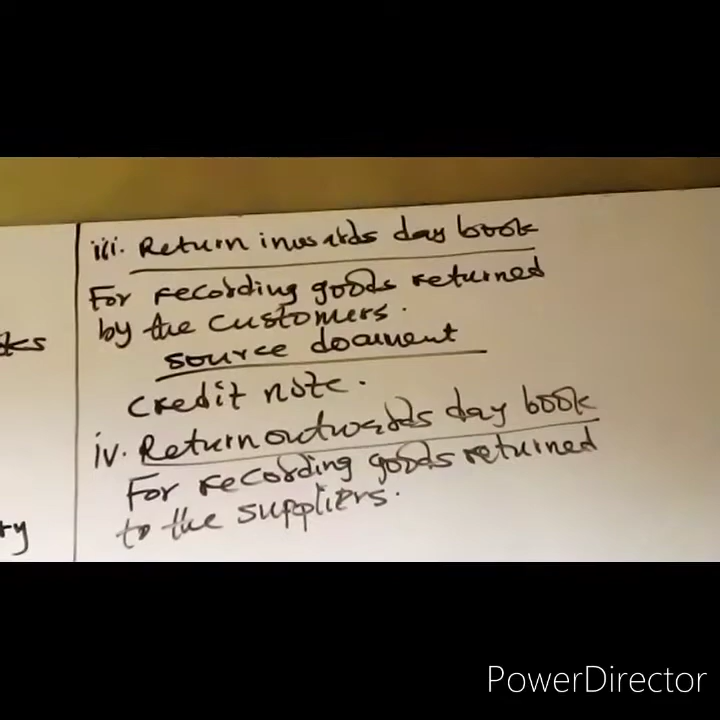 iii. Return inwards day book
For recording goods returned
by the customers.
source document
credit note.
iv. Return outwards day book
For recording goods returned
to the suppliers.
PowerDirector